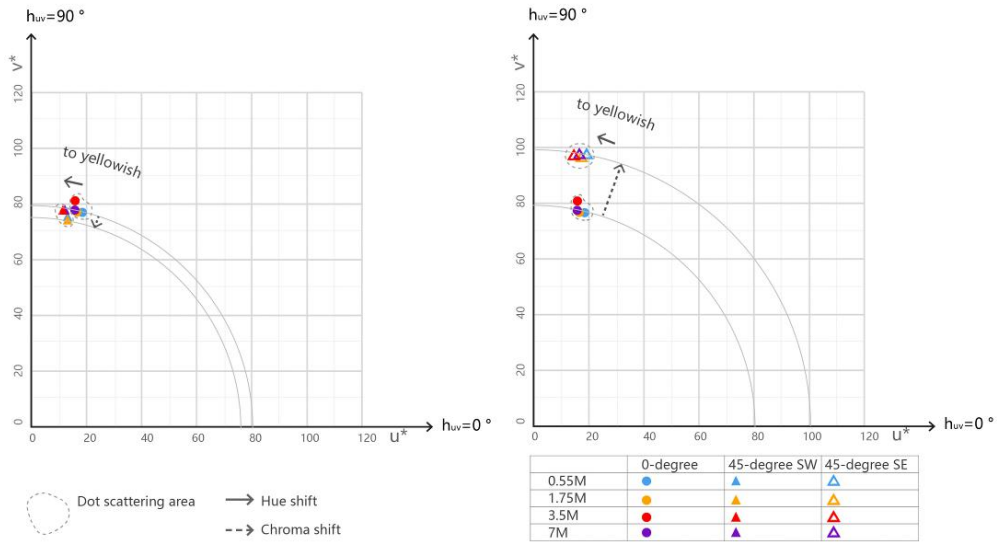 huv=90 °
v*
120
100
80
60
40
20
0
to yellowish
0
20
40
60
80
100
120
u*
huv=0 °
huv=90 °
v*
120
100
80
60
40
20
0
to yellowish
0
20
40
60
80
100
120
u*
huv=0 °
Dot scattering area
Hue shift
Chroma shift
0-degree 45-degree SW 45-degree SE
0.55M
1.75M
3.5M
7M